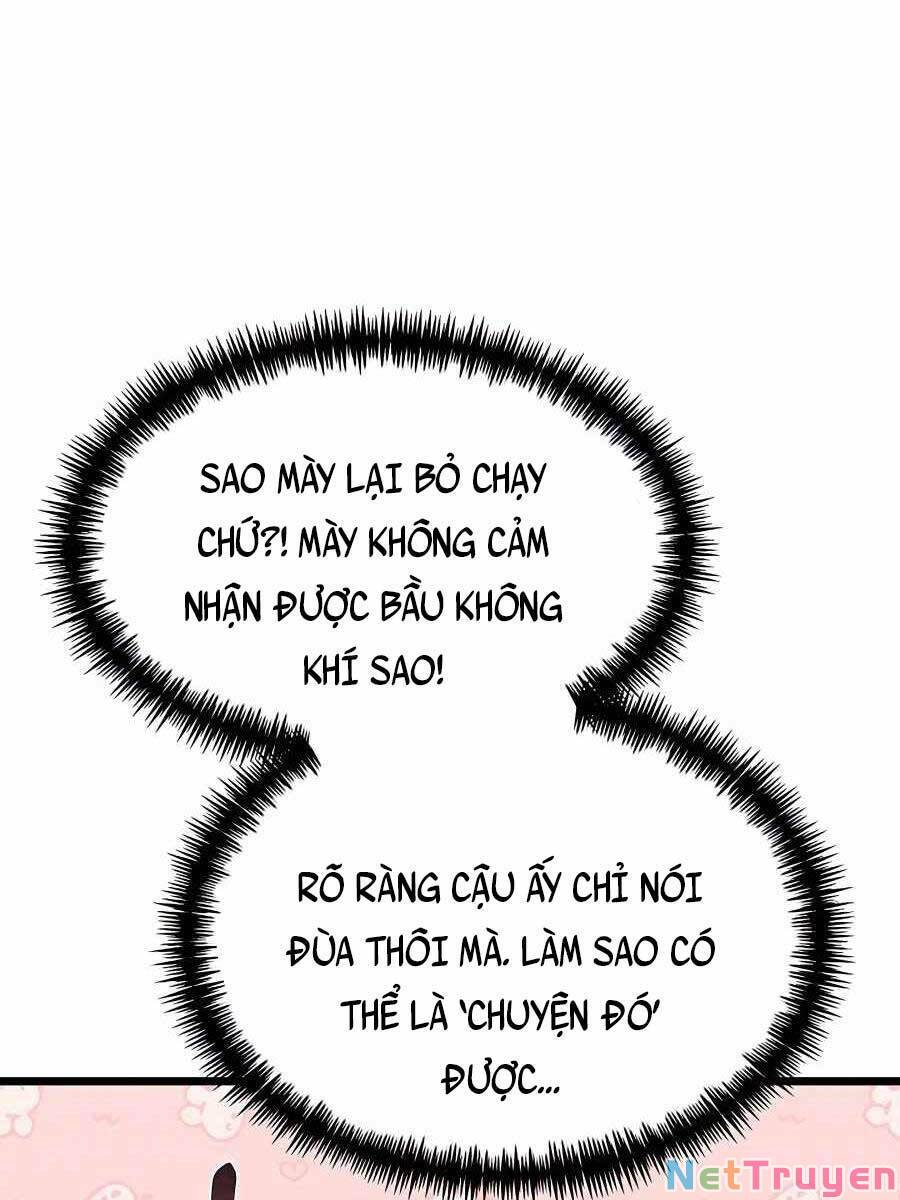 SAO MÀY LẠI BỎ CHẠY
CHỨ?! MÀY KHÔNG CẢM
NHẬN ĐƯỢC BẦU KHÔNG
KHÍ SAO!
RÕ RÀNG CẬU ẤY CHỈ NÓI
ĐÙA THÔI MÀ. LÀM SAO CÓ
THỂ LÀ 'CHUYỆN ĐÓ'
ĐƯỢC...
NetTruyen